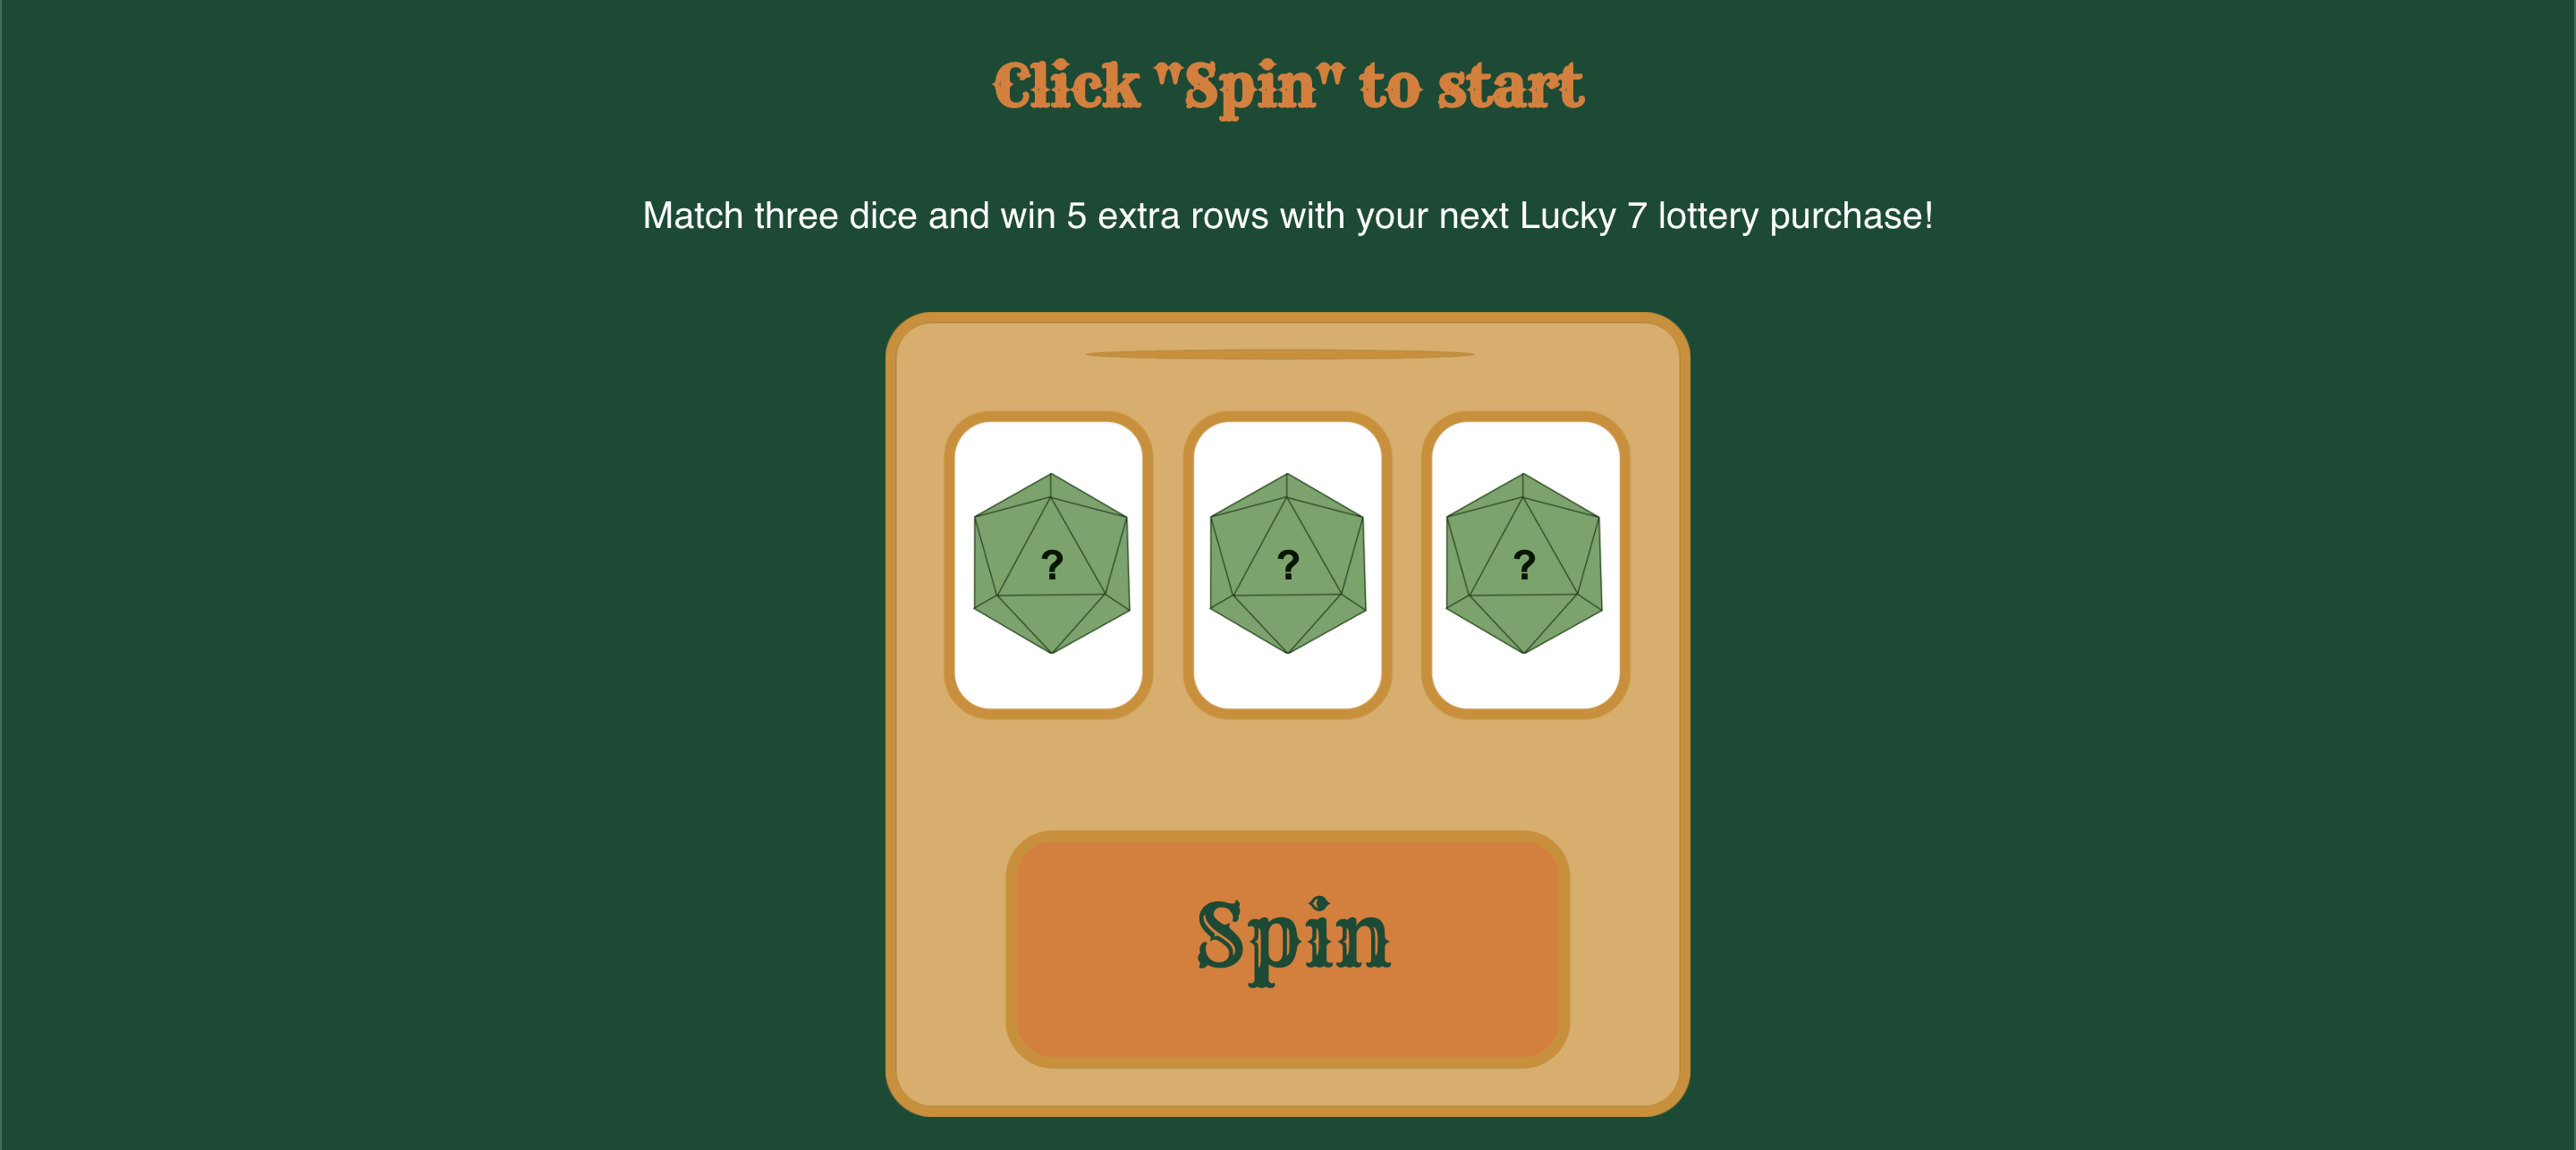 Click "Spin" to start
Match three dice and win 5 extra rows with your next Lucky 7 lottery purchase!
? ? ?
Spin